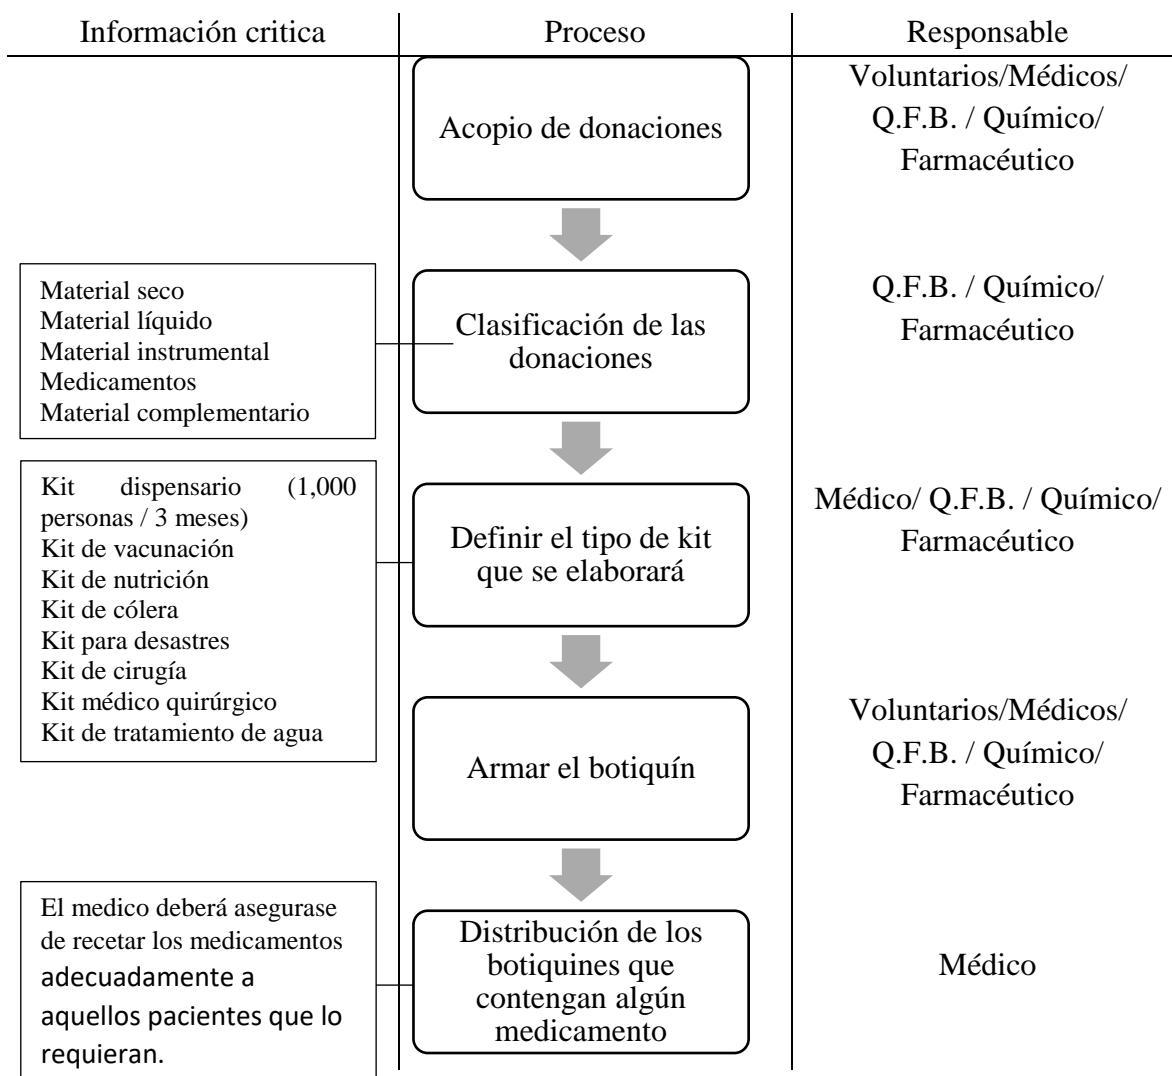 Información critica
Proceso
Responsable
Acopio de donaciones
Voluntarios/Médicos/
Q.F.B. / Químico/
Farmacéutico
Material seco
Material líquido
Material instrumental
Medicamentos
Material complementario
Clasificación de las
donaciones
Q.F.B. / Químico/
Farmacéutico
Kit dispensario (1,000
personas / 3 meses)
Kit de vacunación
Kit de nutrición
Kit de cólera
Kit para desastres
Kit de cirugía
Kit médico quirúrgico
Kit de tratamiento de agua
Definir el tipo de kit
que se elaborará
Médico/ Q.F.B. / Químico/
Farmacéutico
Armar el botiquín
Voluntarios/Médicos/
Q.F.B. / Químico/
Farmacéutico
El medico deberá asegurase
de recetar los medicamentos
adecuadamente a
aquellos pacientes que lo
requieran.
Distribución de los
botiquines que
contengan algún
medicamento
Médico